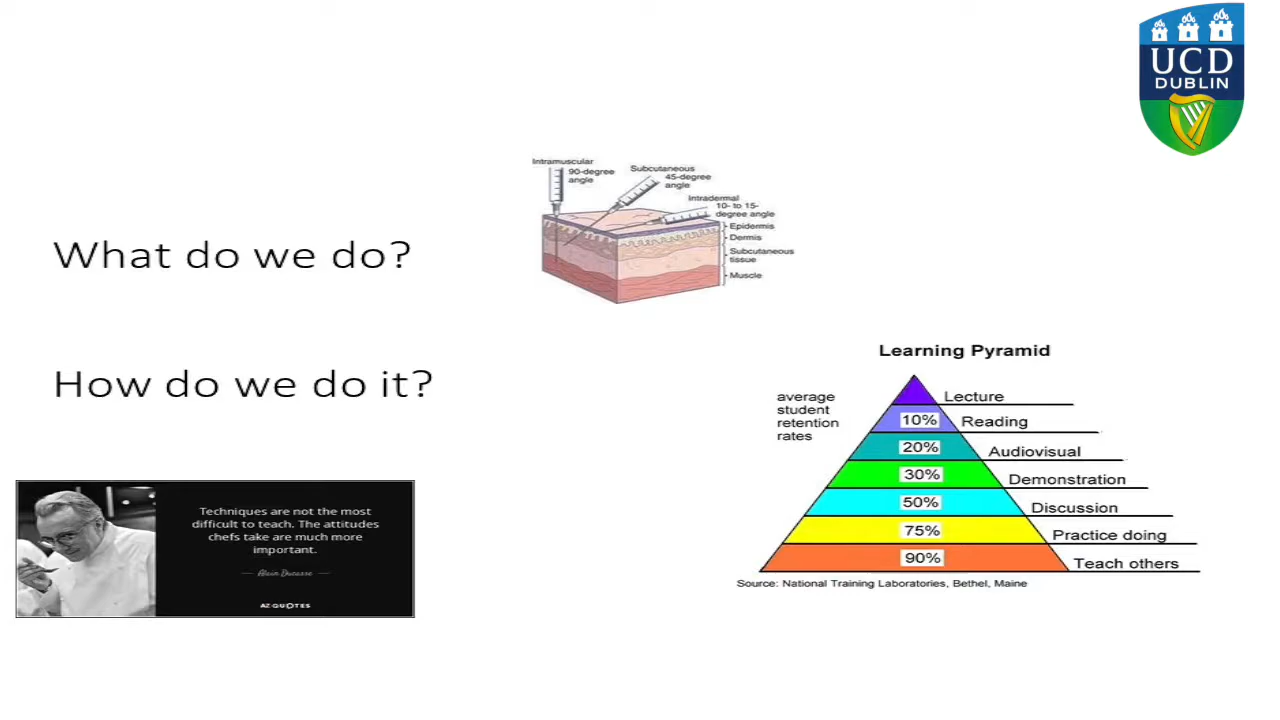 UCD
DUBLIN
Intramuscular
90-degree
angle
Subcutaneous
45-degree
angle
Intradermal
10- to 15-
degree angle
Epidermis
Dermis
Subcutaneous
tissue
Muscle
What do we do?
How do we do it?
Learning Pyramid
average
student
retention
rates
Lecture
10% Reading
20% Audiovisual
30% Demonstration
50% Discussion
75% Practice doing
90% Teach others
Source: National Training Laboratories, Bethel, Maine
Techniques are not the most
difficult to teach. The attitudes
chefs take are much more
important.
— Alain Ducasse —
AZ QUOTES